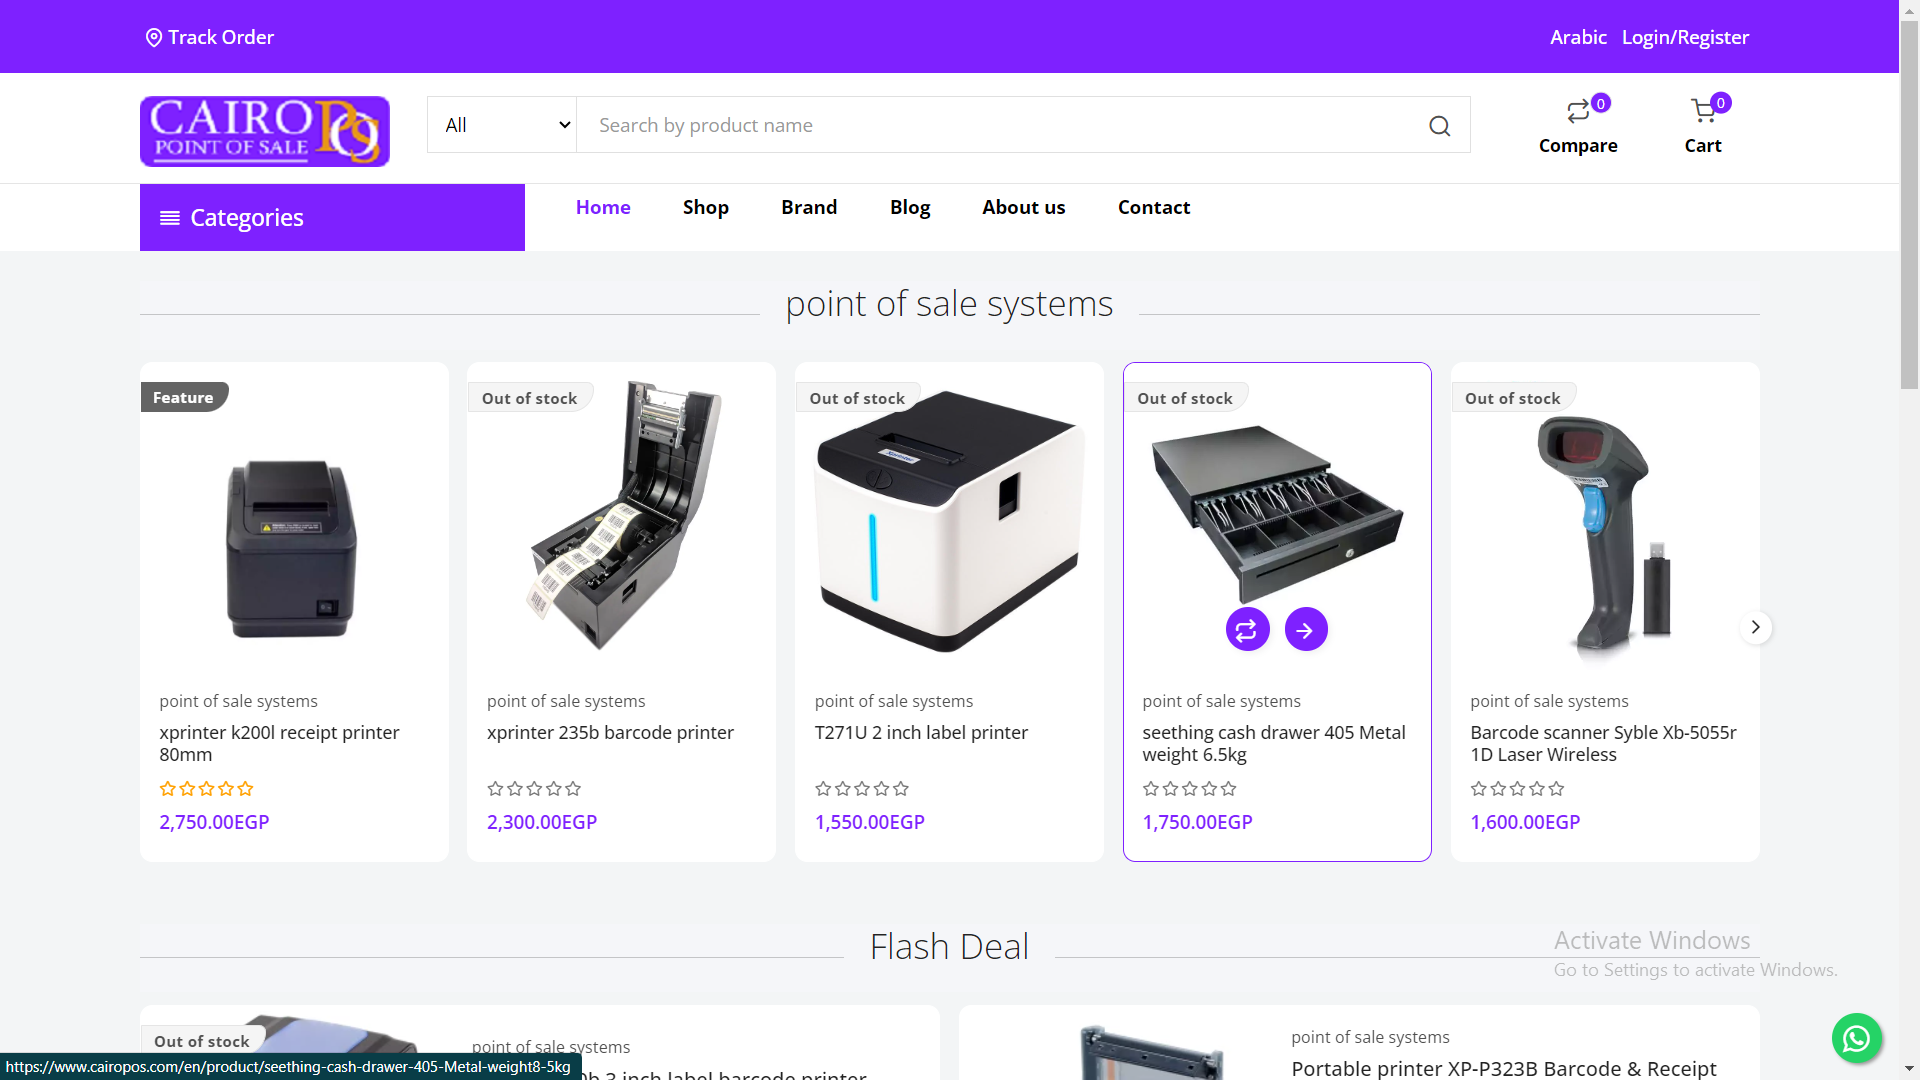 Track Order
Arabic Login/Register
CAIRO POS
POINT OF SALE
All
Search by product name
0
Compare
0
Cart
Categories
Home
Shop
Brand
Blog
About us
Contact
point of sale systems
Feature
point of sale systems
xprinter k200l receipt printer
80mm
2,750.00EGP
Out of stock
point of sale systems
xprinter 235b barcode printer
2,300.00EGP
Out of stock
Xprinter
point of sale systems
T271U 2 inch label printer
1,550.00EGP
Out of stock
point of sale systems
seething cash drawer 405 Metal
weight 6.5kg
1,750.00EGP
Out of stock
point of sale systems
Barcode scanner Syble Xb-5055r
1D Laser Wireless
1,600.00EGP
Flash Deal
Activate Windows
Go to Settings to activate Windows.
Out of stock
point of sale systems
3 inch label barcode printer
point of sale systems
Portable printer XP-P323B Barcode & Receipt
https://www.cairopos.com/en/product/seething-cash-drawer-405-Metal-weight8-5kg